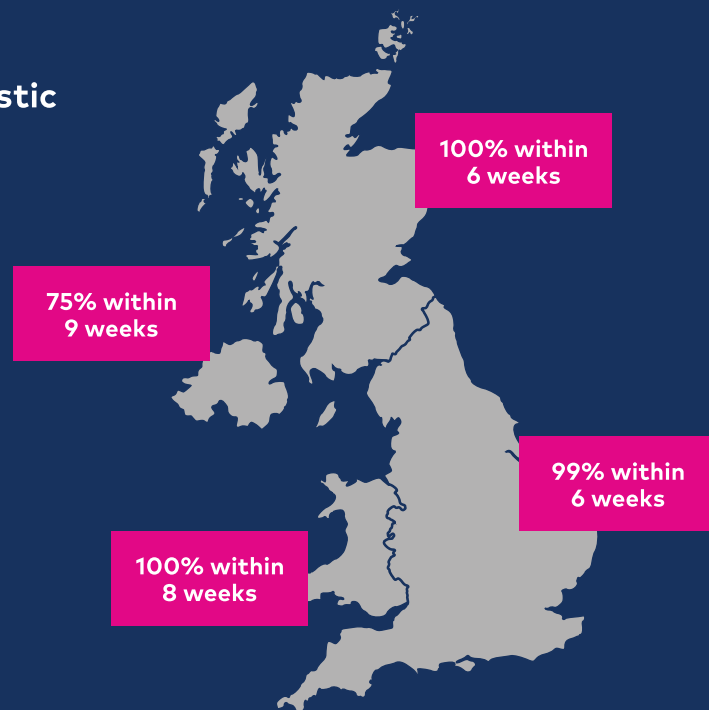 stic
100% within
6 weeks
75% within
9 weeks
99% within
6 weeks
100% within
8 weeks